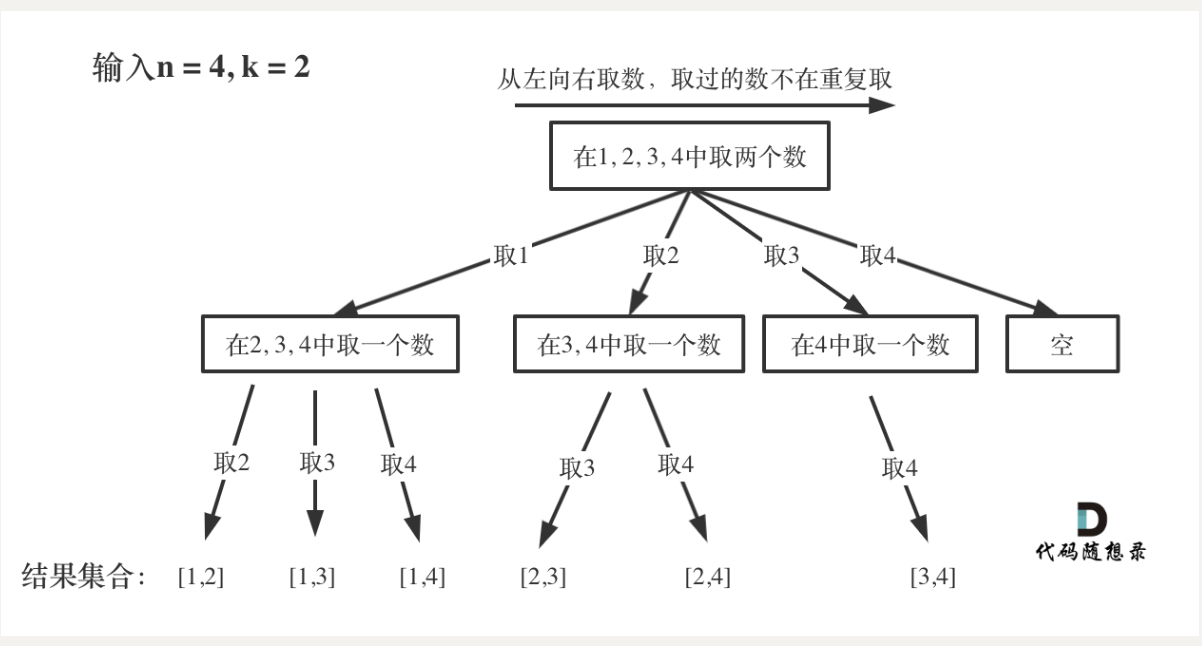 输入n = 4, k = 2
从左向右取数，取过的数不在重复取
在1, 2, 3, 4中取两个数
取1 取2 取3 取4
在2, 3, 4中取一个数 在3, 4中取一个数 在4中取一个数 空
取2 取3 取4 取3 取4 取4
代码随想录
结果集合： [1,2] [1,3] [1,4] [2,3] [2,4] [3,4]